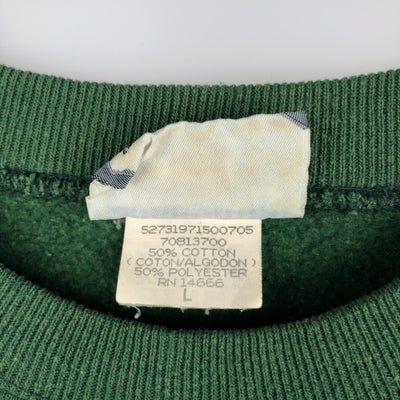 52731971500705
70813700
50% COTTON
(COTON/ALGODON)
50% POLYESTER
RN 14666
L